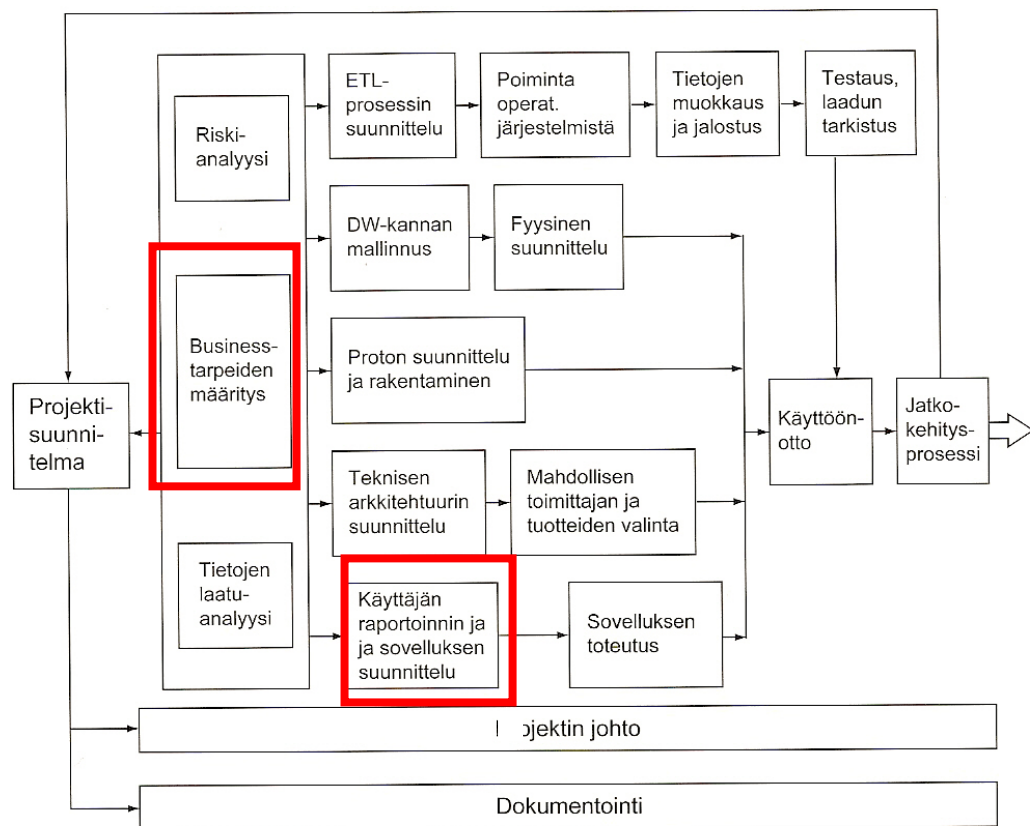 ETL-
prosessin
suunnittelu
Poiminta
operat.
järjestelmistä
Tietojen
muokkaus
ja jalostus
Testaus,
laadun
tarkistus
Riski-
analyysi
DW-kannan
mallinnus
Fyysinen
suunnittelu
Business-
tarpeiden
määritys
Proton suunnittelu
ja rakentaminen
Projekti-
suunni-
telma
Käyttöön-
otto
Jatko-
kehitys-
prosessi
Teknisen
arkkitehtuurin
suunnittelu
Mahdollisen
toimittajan ja
tuotteiden valinta
Tietojen
laatu-
analyysi
Käyttäjän
raportoinnin ja
ja sovelluksen
suunnittelu
Sovelluksen
toteutus
johto
Dokumentointi